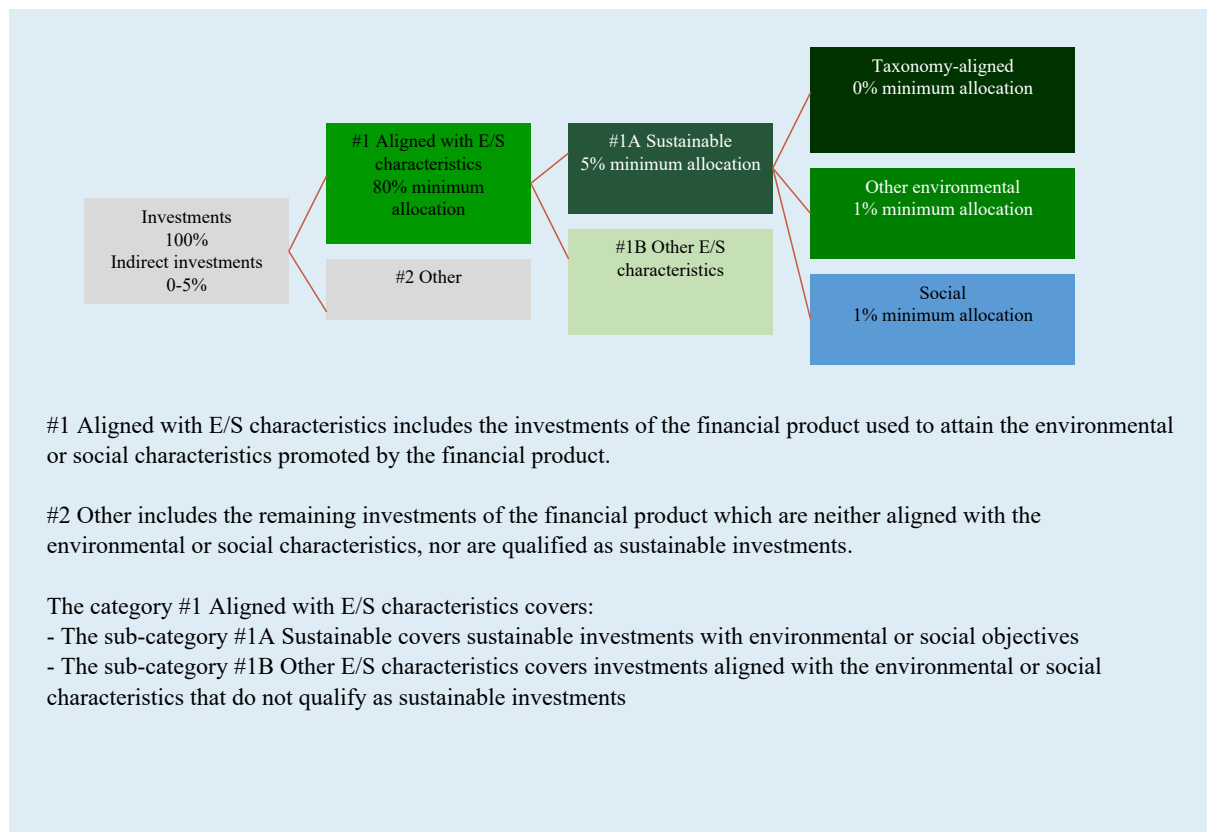 Investments
100%
Indirect investments
0-5%
#1 Aligned with E/S
characteristics
80% minimum
allocation
#2 Other
#1A Sustainable
5% minimum allocation
#1B Other E/S
characteristics
Taxonomy-aligned
0% minimum allocation
Other environmental
1% minimum allocation
Social
1% minimum allocation
#1 Aligned with E/S characteristics includes the investments of the financial product used to attain the environmental
or social characteristics promoted by the financial product.
#2 Other includes the remaining investments of the financial product which are neither aligned with the
environmental or social characteristics, nor are qualified as sustainable investments.
The category #1 Aligned with E/S characteristics covers:
- The sub-category #1A Sustainable covers sustainable investments with environmental or social objectives
- The sub-category #1B Other E/S characteristics covers investments aligned with the environmental or social
characteristics that do not qualify as sustainable investments